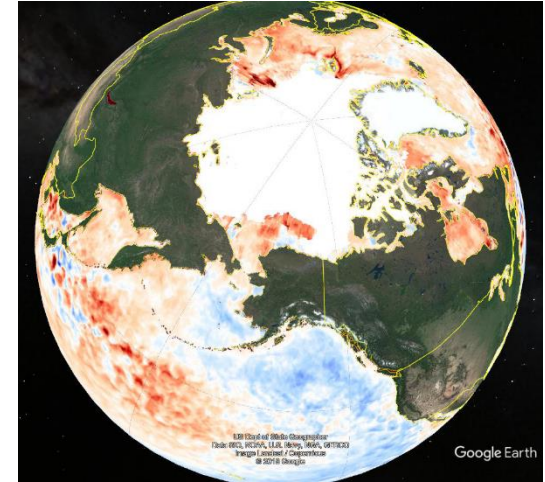 US Dept of State Geographer
Data SIO, NOAA, U.S. Navy, NGA, GEBCO
Image Landsat / Copernicus
© 2018 Google
Google Earth